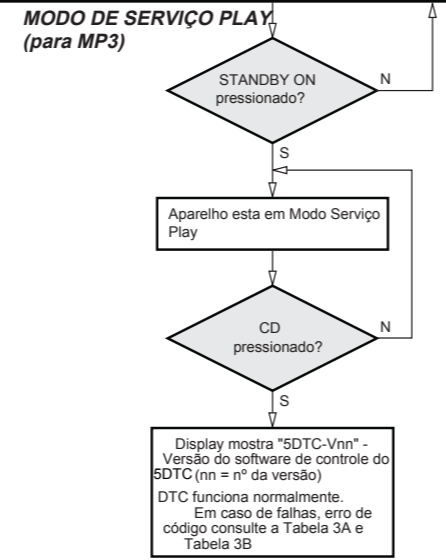 MODO DE SERVIÇO PLAY
(para MP3)
STANDBY ON
pressionado?
N
S
Aparelho esta em Modo Serviço
Play
CD
pressionado?
N
S
Display mostra "5DTC-Vnn" -
Versão do software de controle do
5DTC (nn = nº da versão)
DTC funciona normalmente.
Em caso de falhas, erro de
código consulte a Tabela 3A e
Tabela 3B